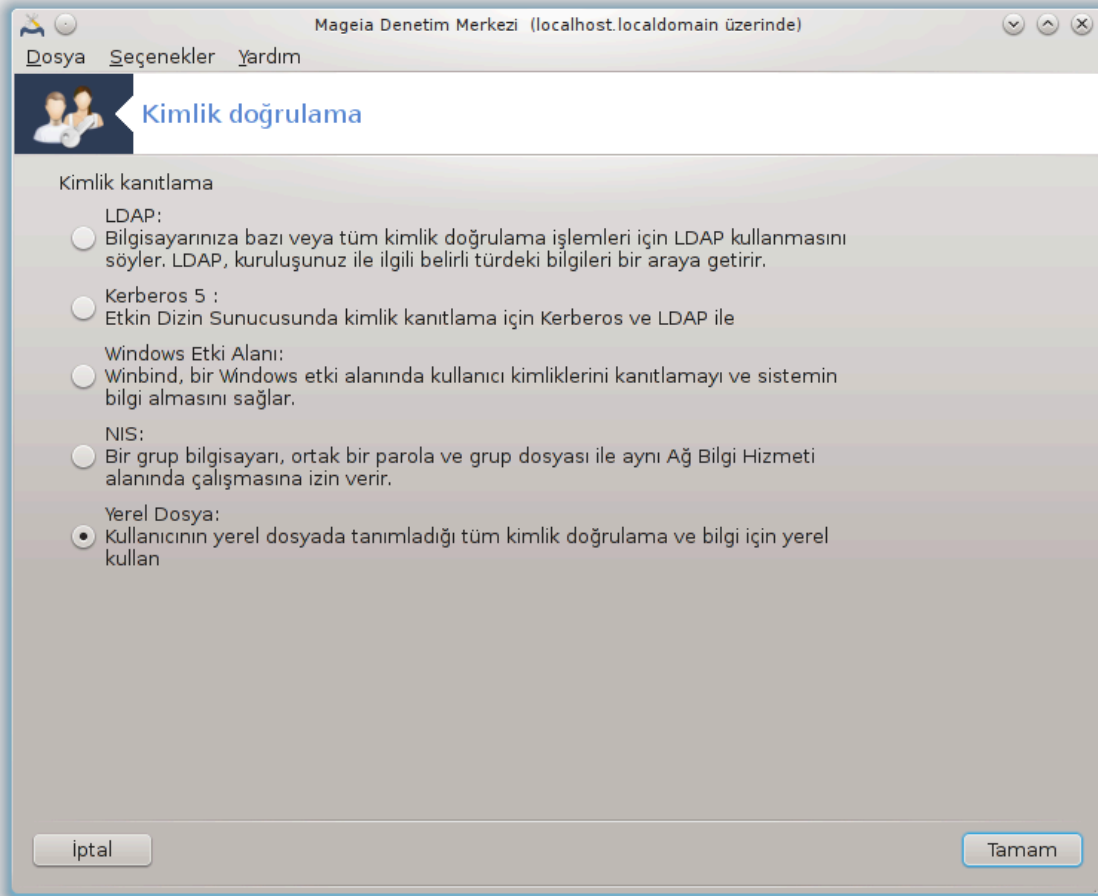 Mageia Denetim Merkezi (localhost.localdomain üzerinde)
Dosya Seçenekler Yardım
Kimlik doğrulama
Kimlik kanıtlama
LDAP:
Bilgisayarınıza bazı veya tüm kimlik doğrulama işlemleri için LDAP kullanmasını
söyler. LDAP, kuruluşunuz ile ilgili belirli türdeki bilgileri bir araya getirir.
Kerberos 5 :
Etkin Dizin Sunucusunda kimlik kanıtlama için Kerberos ve LDAP ile
Windows Etki Alanı:
Winbind, bir Windows etki alanında kullanıcı kimliklerini kanıtlamayı ve sistemin
bilgi almasını sağlar.
NIS:
Bir grup bilgisayarı, ortak bir parola ve grup dosyası ile aynı Ağ Bilgi Hizmeti
alanında çalışmasına izin verir.
Yerel Dosya:
Kullanıcının yerel dosyada tanımladığı tüm kimlik doğrulama ve bilgi için yerel
kullan
İptal Tamam